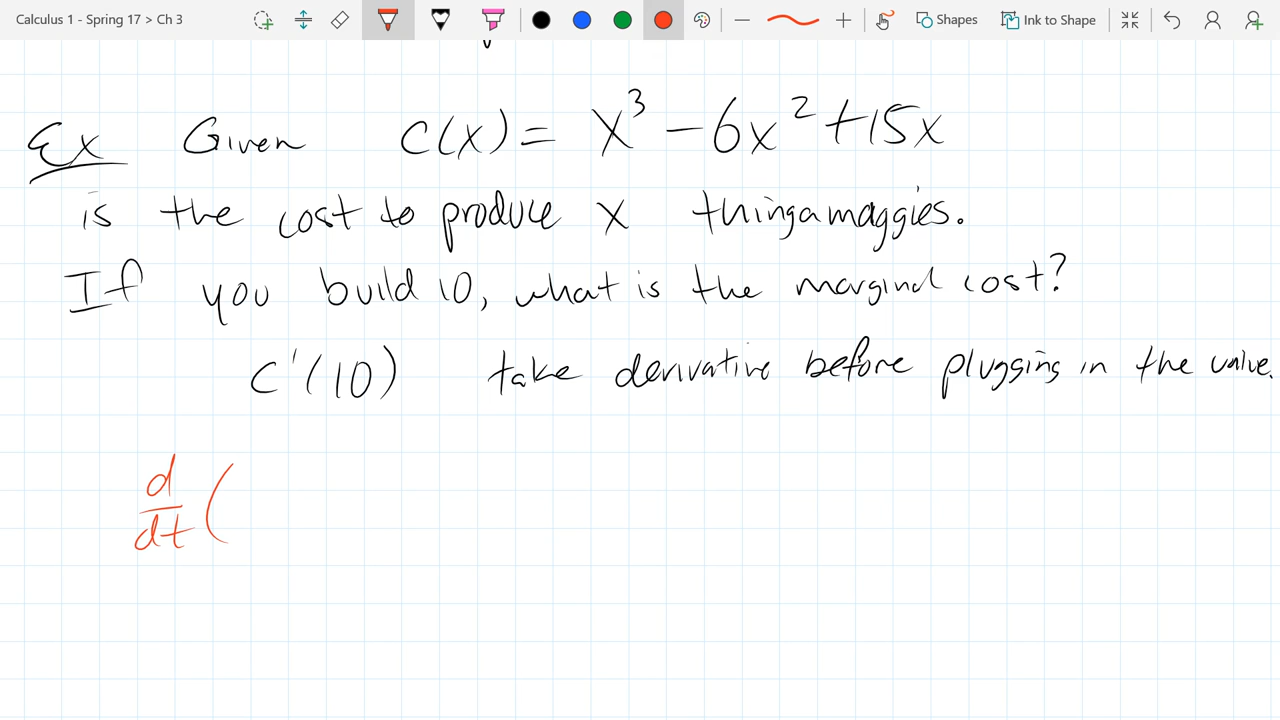 Calculus 1 - Spring 17 > Ch 3
Shapes
Ink to Shape
Ex Given C(x) = x³ - 6x² + 15x
is the cost to produce x thingamaggies.
If you build 10, what is the marginal cost?
C'(10) take derivative before plugging in the value.
d/dt (